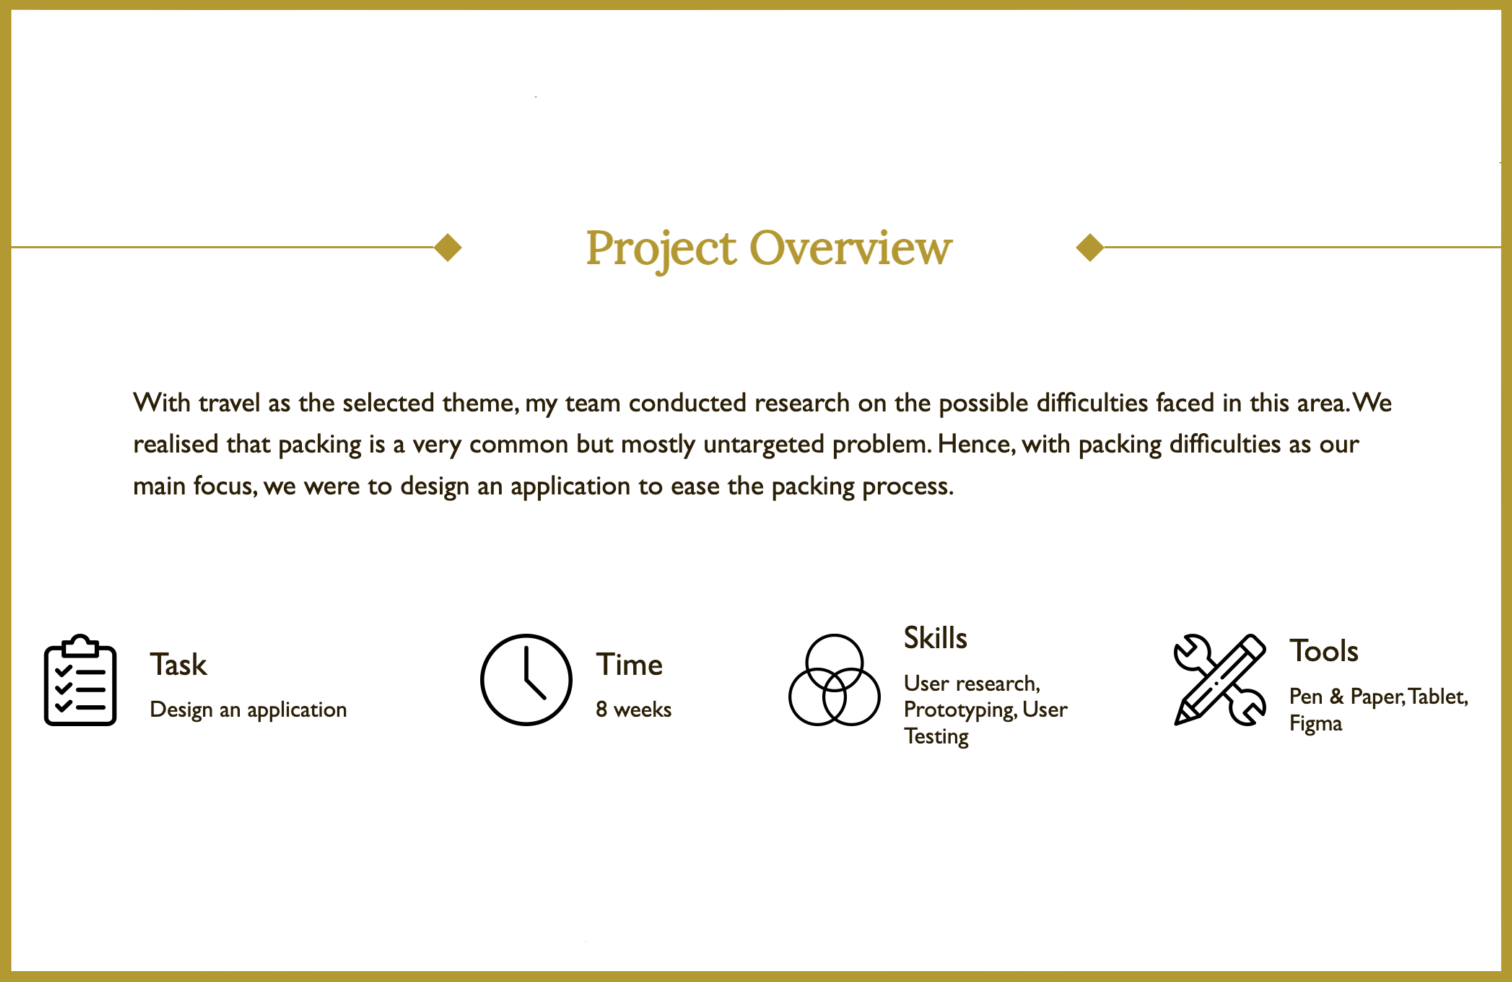 Project Overview
With travel as the selected theme, my team conducted research on the possible difficulties faced in this area. We
realised that packing is a very common but mostly untargeted problem. Hence, with packing difficulties as our
main focus, we were to design an application to ease the packing process.
Task
Design an application
Time
8 weeks
Skills
User research,
Prototyping, User
Testing
Tools
Pen & Paper, Tablet,
Figma